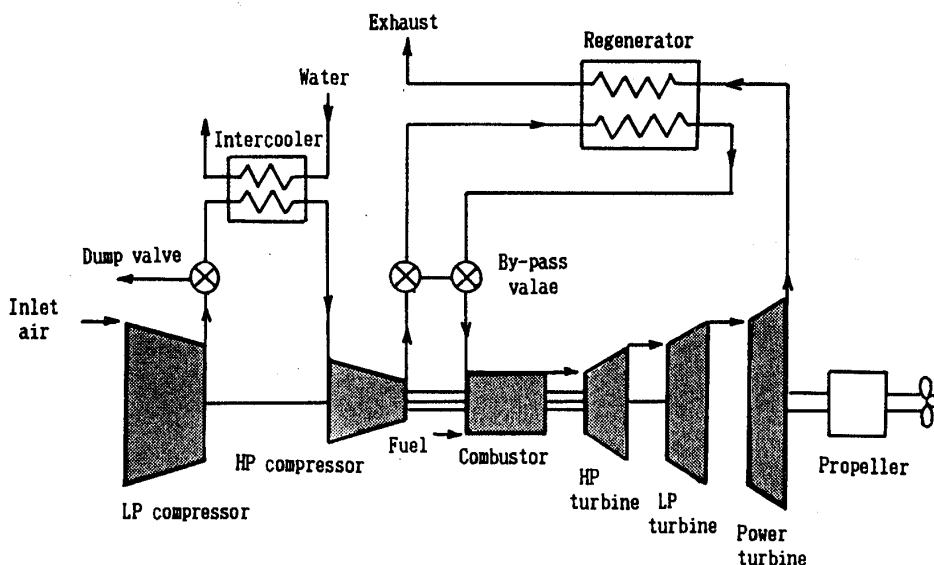 Exhaust
Regenerator
Water
Intercooler
Dump valve
By-pass
valae
Inlet
air
Fuel
Combustor
HP compressor
LP compressor
HP
turbine
LP
turbine
Power
turbine
Propeller